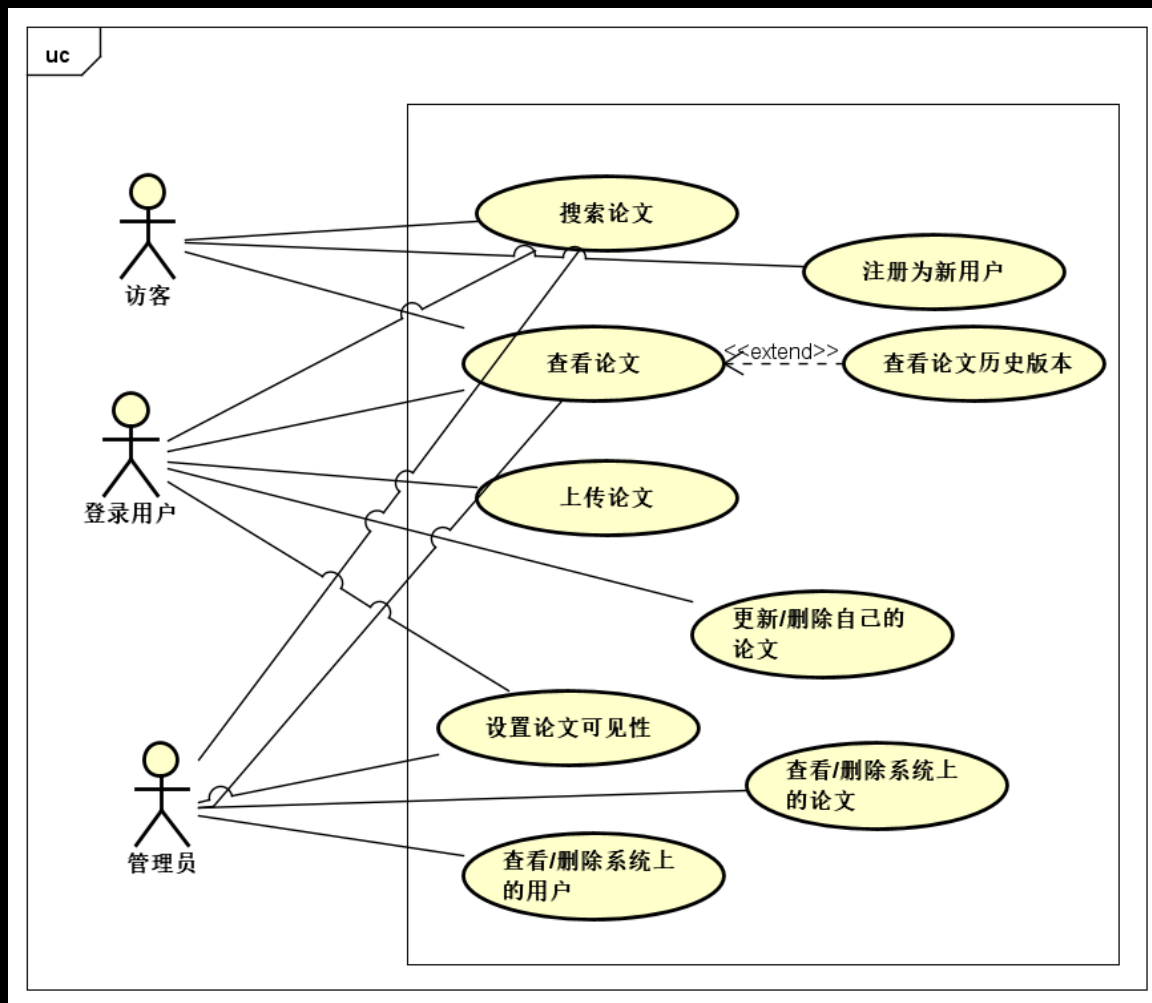 uc
搜索论文
访客
注册为新用户
查看论文
<<extend>>
查看论文历史版本
登录用户
上传论文
更新/删除自己的
论文
设置论文可见性
管理员
查看/删除系统上
的论文
查看/删除系统上
的用户